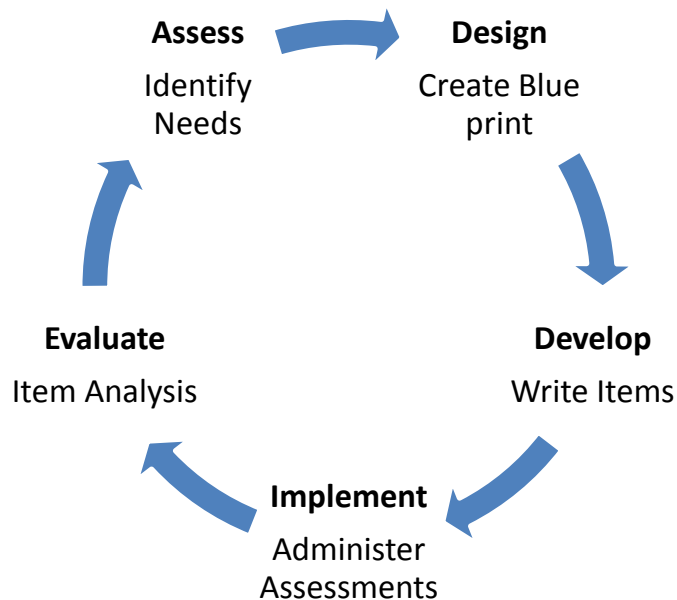 Assess
Identify
Needs
Design
Create Blue
print
Develop
Write Items
Implement
Administer
Assessments
Evaluate
Item Analysis